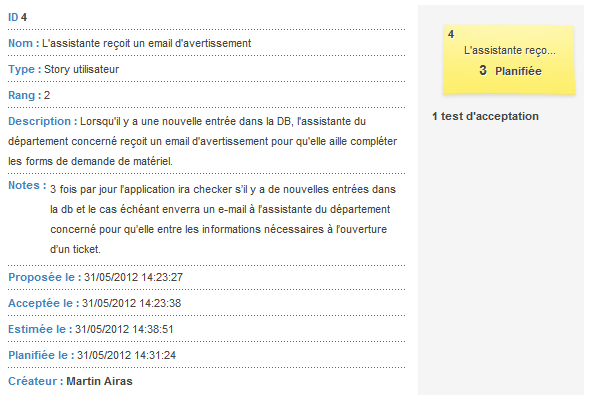 ID 4
Nom : L'assistante reçoit un email d'avertissement
Type : Story utilisateur
Rang : 2
Description : Lorsqu'il y a une nouvelle entrée dans la DB, l'assistante du
département concerné reçoit un email d'avertissement pour qu'elle aille compléter
les forms de demande de matériel.
Notes : 3 fois par jour l'application ira checker s'il y a de nouvelles entrées dans
la db et le cas échéant enverra un e-mail à l'assistante du département
concerné pour qu'elle entre les informations nécessaires à l'ouverture
d'un ticket.
Proposée le : 31/05/2012 14:23:27
Acceptée le : 31/05/2012 14:23:38
Estimée le : 31/05/2012 14:38:51
Planifiée le : 31/05/2012 14:31:24
Créateur : Martin Airas
4
L'assistante reço...
3 Planifiée
1 test d'acceptation